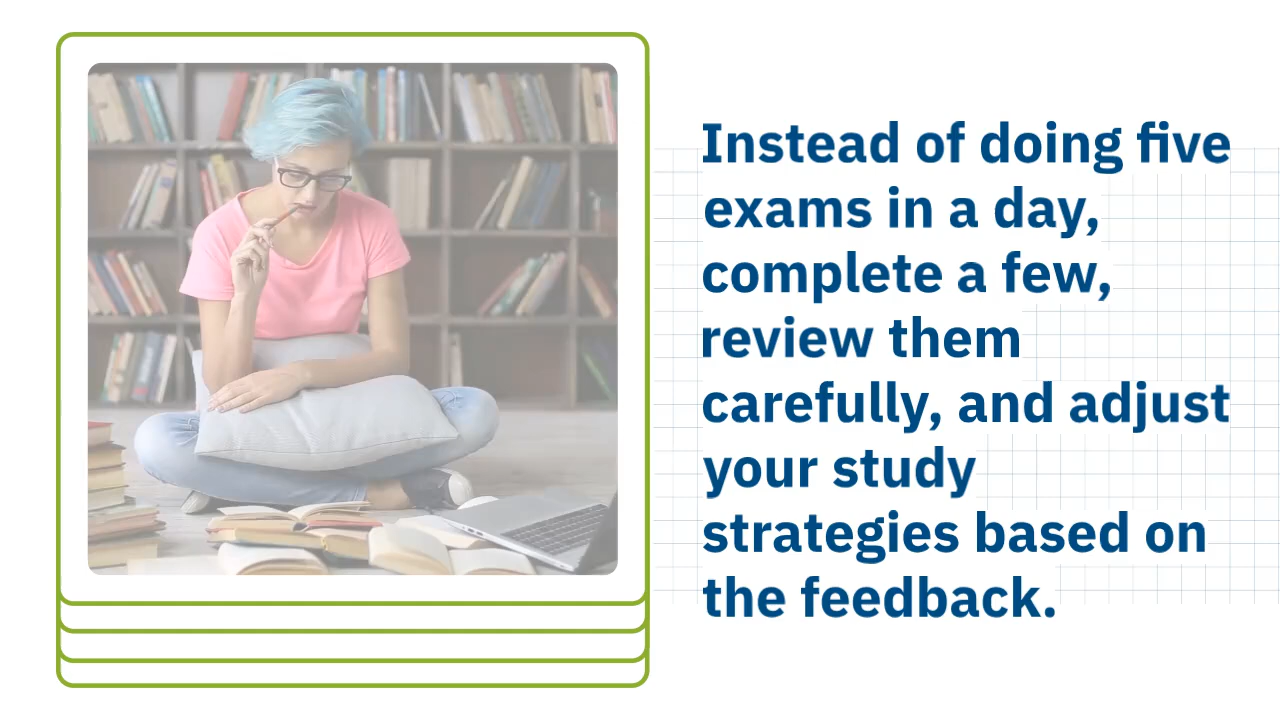 Instead of doing five
exams in a day,
complete a few,
review them
carefully, and adjust
your study
strategies based on
the feedback.